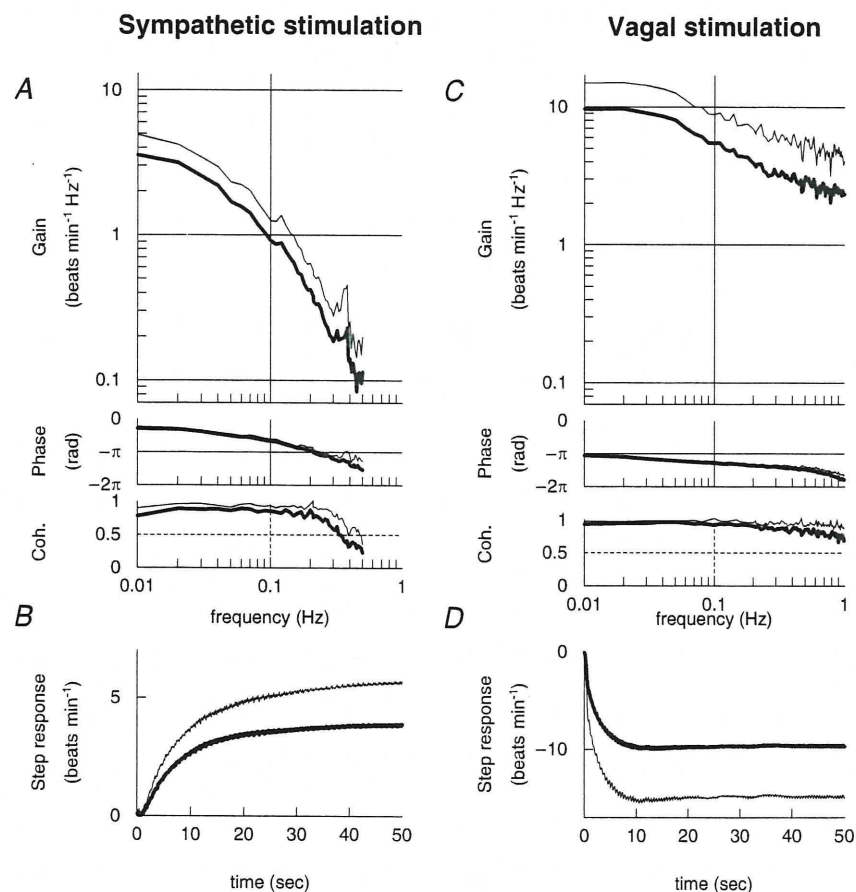 Sympathetic stimulation
A
10
1
0.1
Gain
(beats min⁻¹ Hz⁻¹)
0
−π
−2π
Phase
(rad)
1
0.5
0
Coh.
0.01
0.1
1
frequency (Hz)
B
5
0
Step response
(beats min⁻¹)
0
10
20
30
40
50
time (sec)
Vagal stimulation
C
10
1
0.1
Gain
(beats min⁻¹ Hz⁻¹)
0
−π
−2π
Phase
(rad)
1
0.5
0
Coh.
0.01
0.1
1
frequency (Hz)
D
0
−10
Step response
(beats min⁻¹)
0
10
20
30
40
50
time (sec)